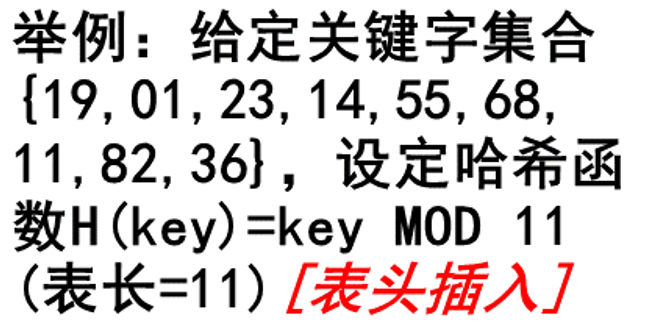 举例：给定关键字集合
{19,01,23,14,55,68,
11,82,36}，设定哈希函
数H(key)=key MOD 11
(表长=11)[表头插入]